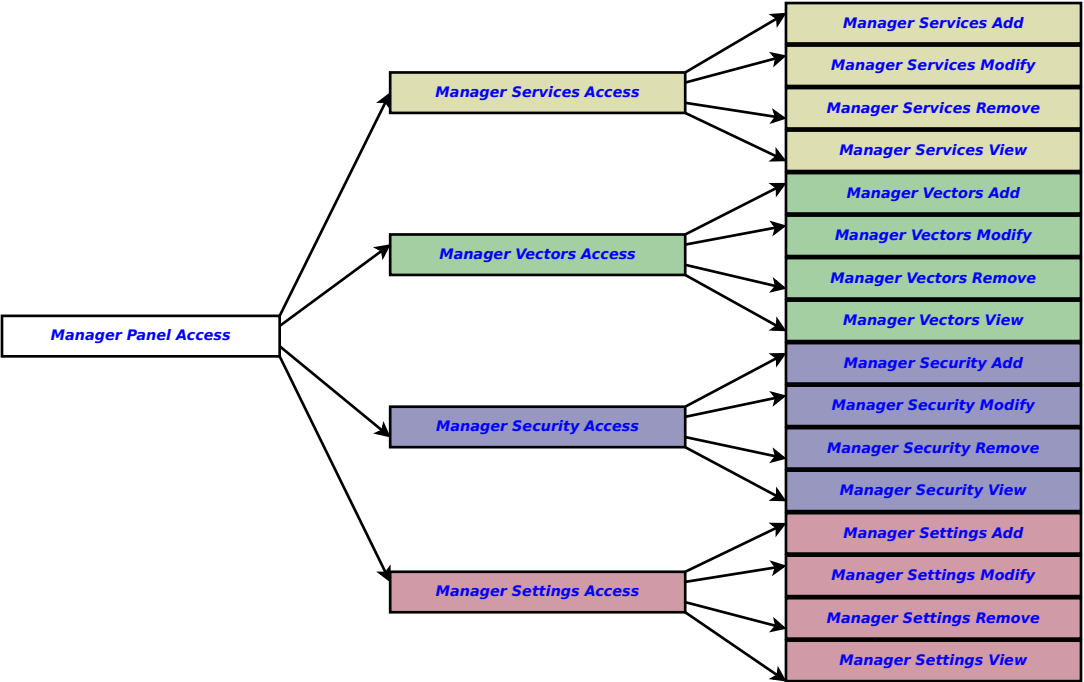 Manager Panel Access
Manager Services Access
Manager Services Add
Manager Services Modify
Manager Services Remove
Manager Services View
Manager Vectors Access
Manager Vectors Add
Manager Vectors Modify
Manager Vectors Remove
Manager Vectors View
Manager Security Access
Manager Security Add
Manager Security Modify
Manager Security Remove
Manager Security View
Manager Settings Access
Manager Settings Add
Manager Settings Modify
Manager Settings Remove
Manager Settings View